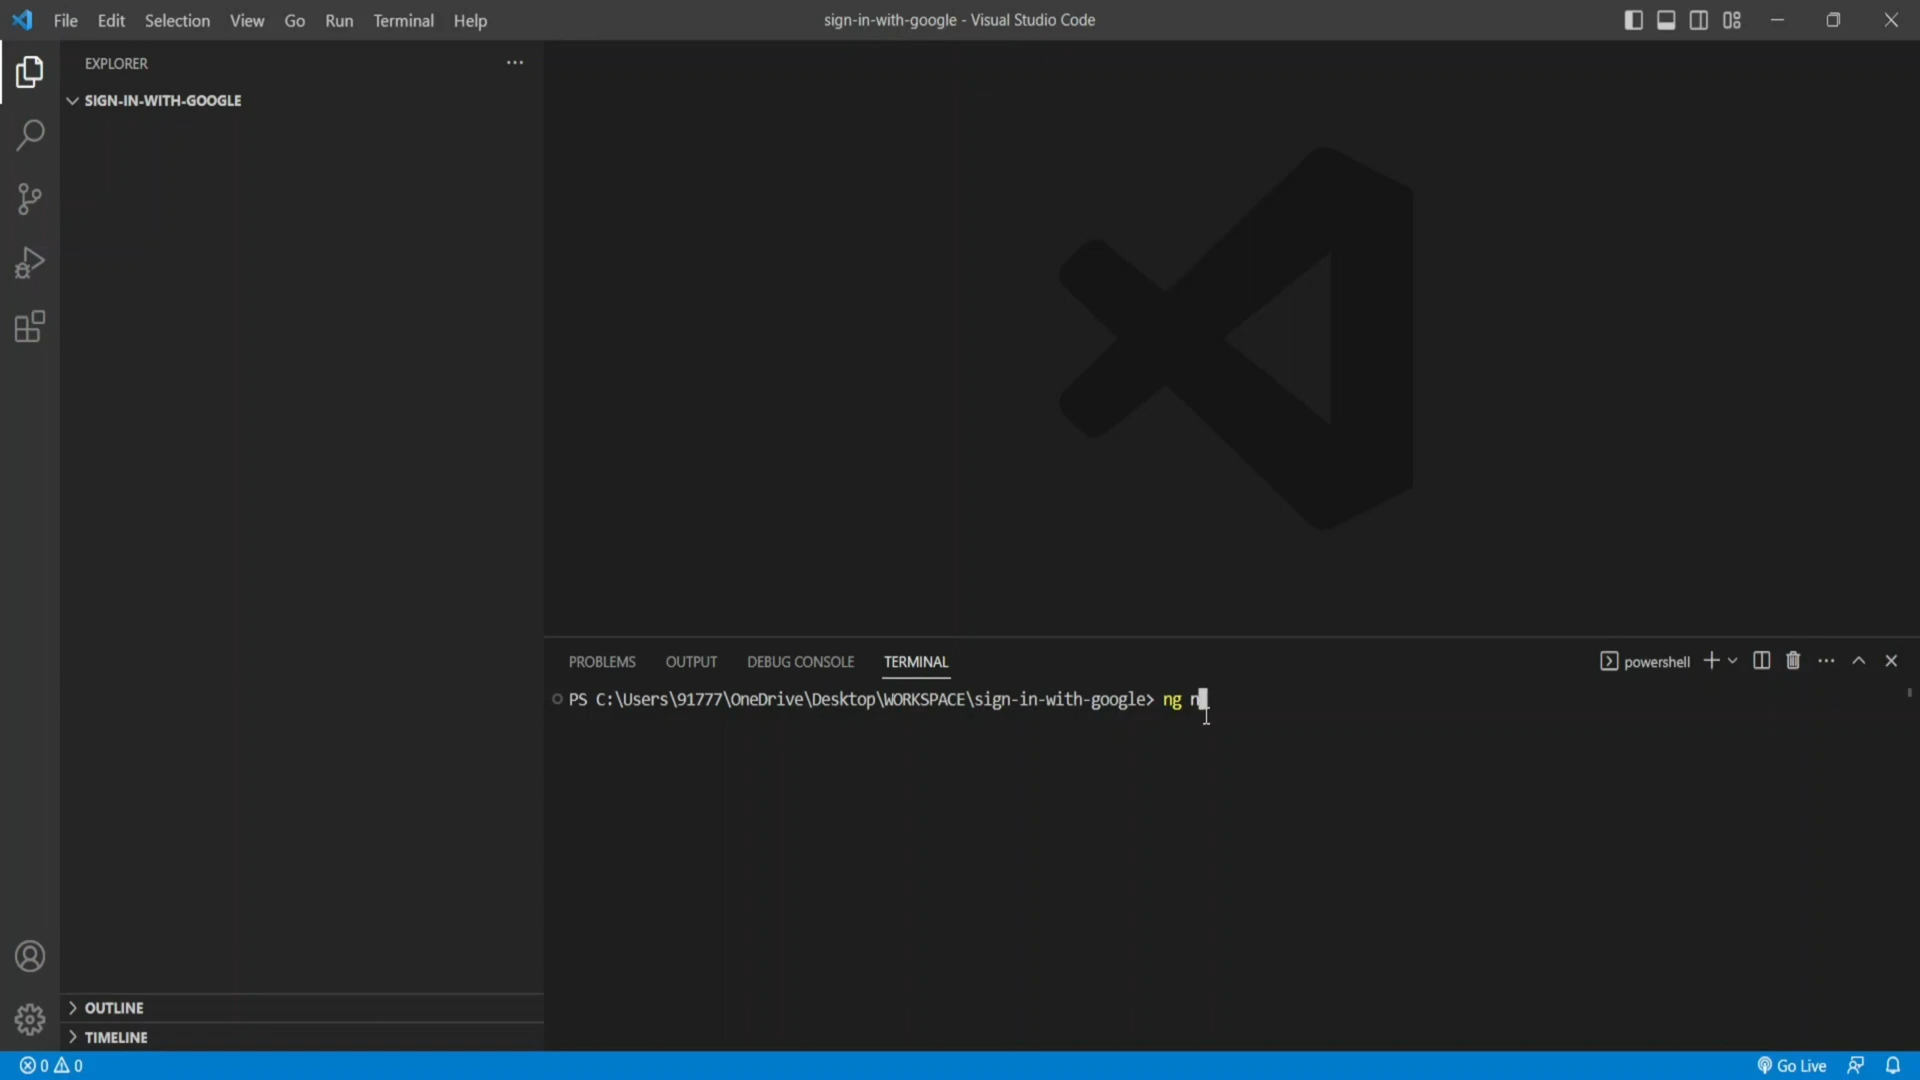 File Edit Selection View Go Run Terminal Help
sign-in-with-google - Visual Studio Code
EXPLORER
SIGN-IN-WITH-GOOGLE
PROBLEMS OUTPUT DEBUG CONSOLE TERMINAL
powershell
PS C:\Users\91777\OneDrive\Desktop\WORKSPACE\sign-in-with-google> ng n
OUTLINE
TIMELINE
0 0
Go Live